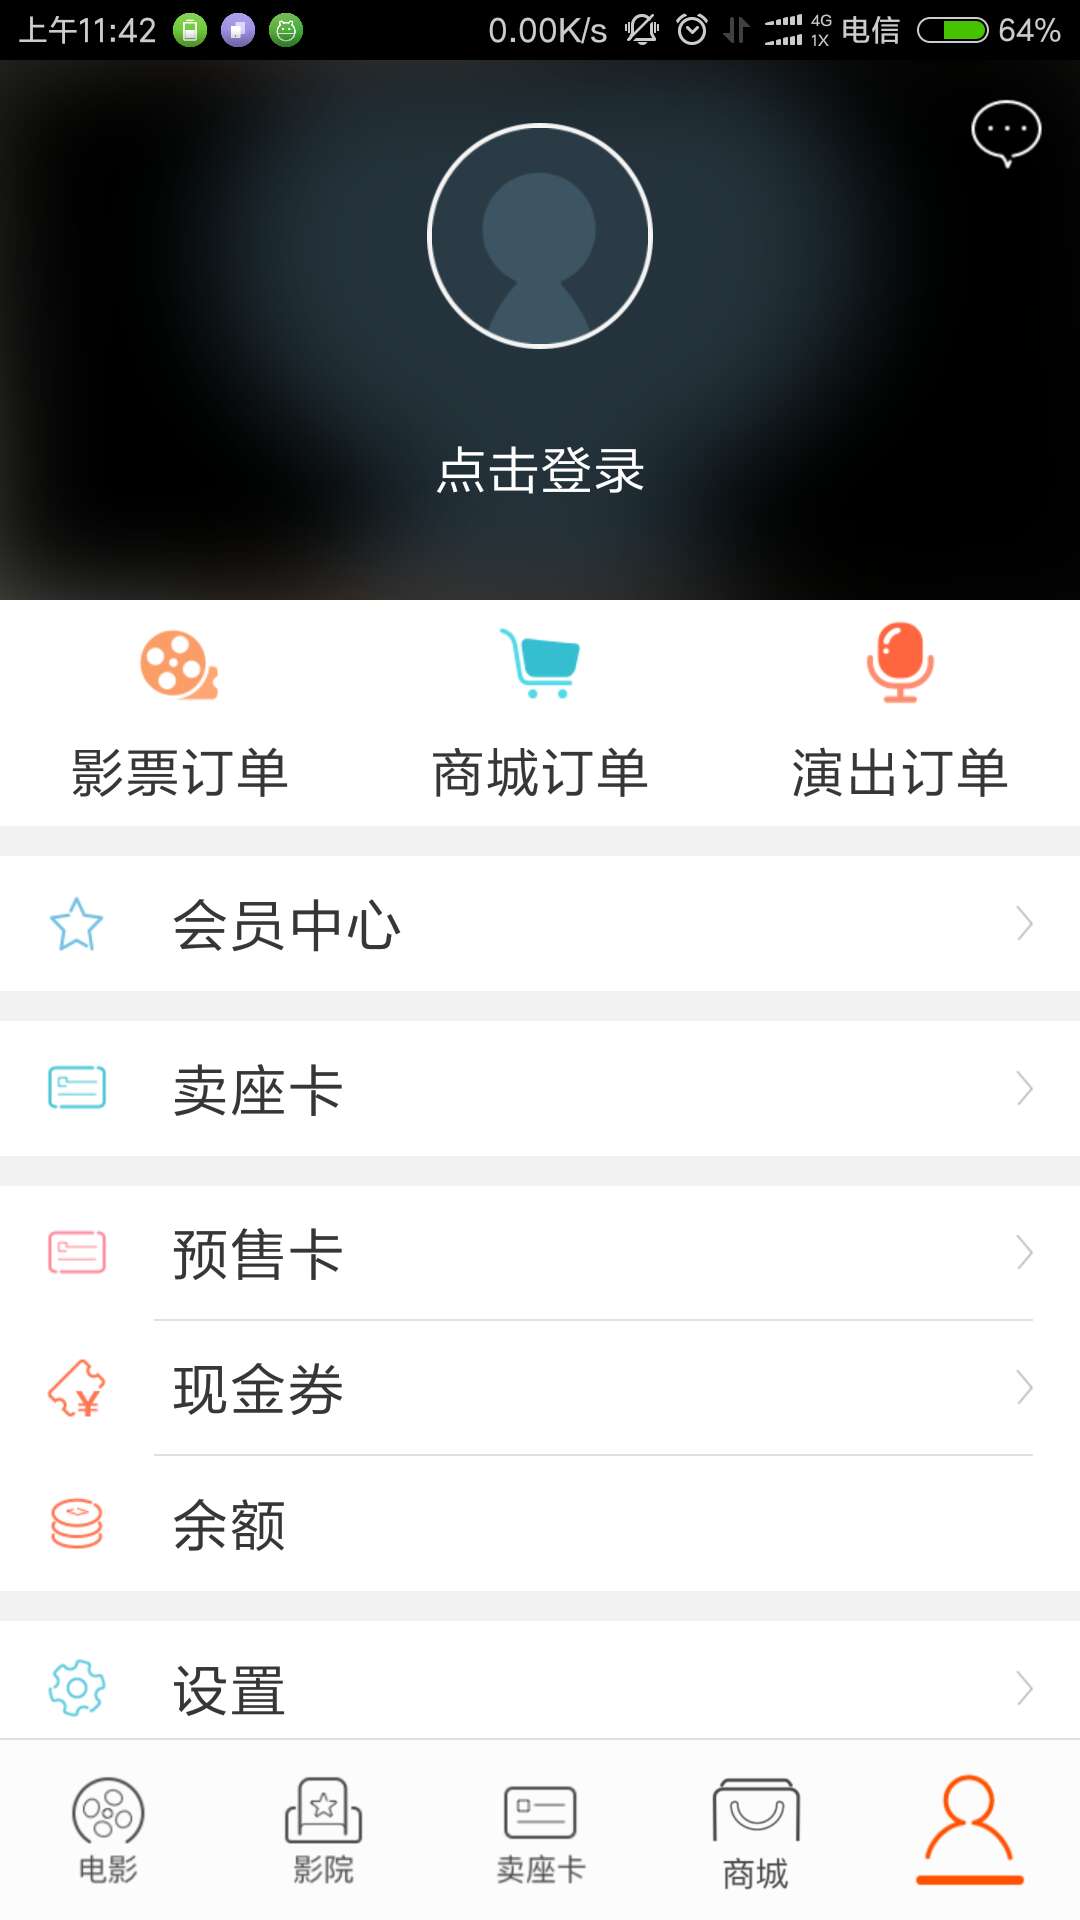 上午11:42 0.00K/s 4G 1X 电信 64%
点击登录
影票订单 商城订单 演出订单
会员中心
卖座卡
预售卡
现金券
余额
设置
电影 影院 卖座卡 商城